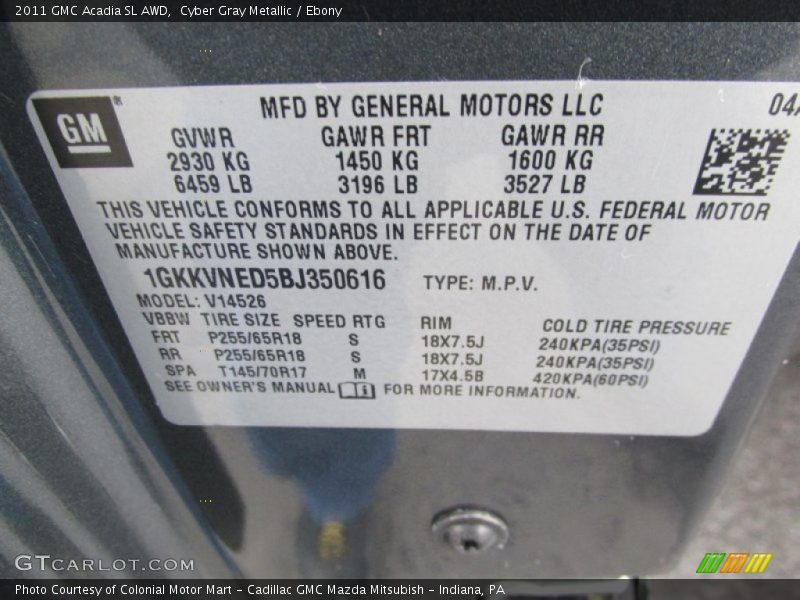 2011 GMC Acadia SL AWD,  Cyber Gray Metallic / Ebony
GM
MFD BY GENERAL MOTORS LLC
04/
GVWR GAWR FRT GAWR RR
2930 KG 1450 KG 1600 KG
6459 LB 3196 LB 3527 LB
THIS VEHICLE CONFORMS TO ALL APPLICABLE U.S. FEDERAL MOTOR
VEHICLE SAFETY STANDARDS IN EFFECT ON THE DATE OF
MANUFACTURE SHOWN ABOVE.
1GKKVNED5BJ350616 TYPE: M.P.V.
MODEL: V14526
VB8W TIRE SIZE SPEED RTG RIM COLD TIRE PRESSURE
FRT P255/65R18 S 18X7.5J 240KPA(35PSI)
RR P255/65R18 S 18X7.5J 240KPA(35PSI)
SPA T145/70R17 M 17X4.5B 420KPA(60PSI)
SEE OWNER'S MANUAL FOR MORE INFORMATION.
GTCARLOT.COM
Photo Courtesy of Colonial Motor Mart – Cadillac GMC Mazda Mitsubish – Indiana, PA